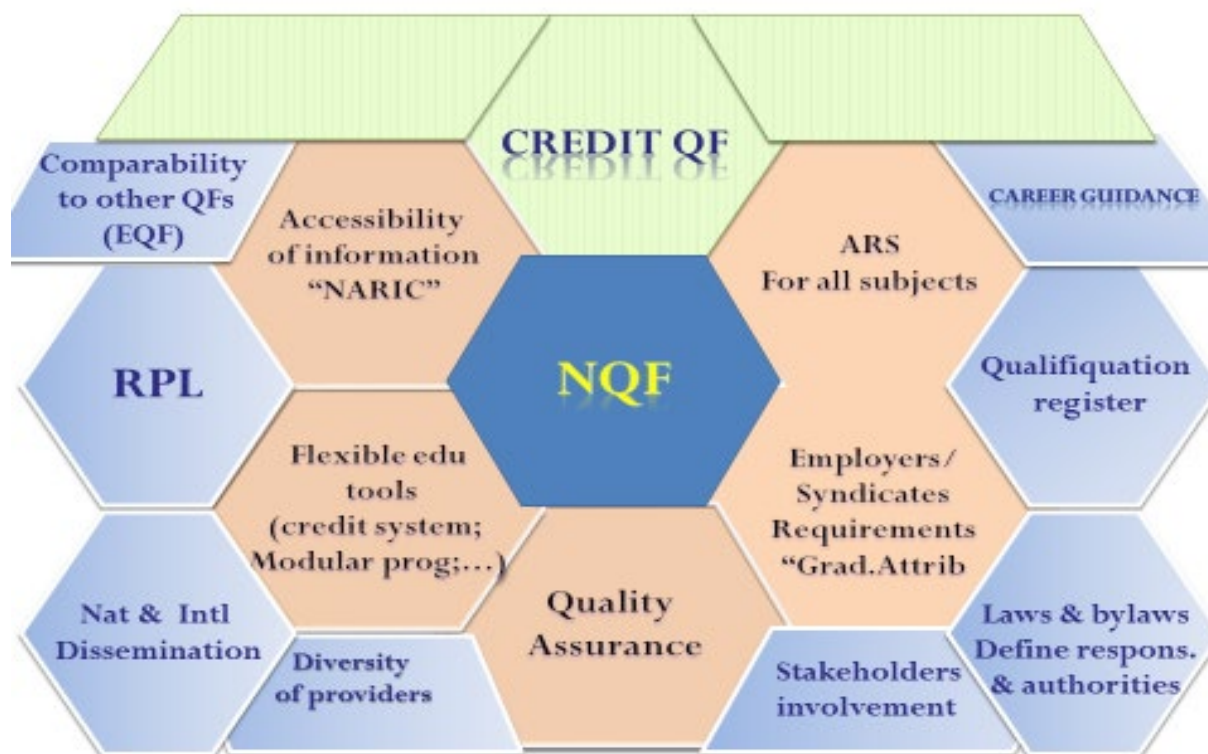 CREDIT QF
Comparability
to other QFs
(EQF)
Accessibility
of information
“NARIC”
ARS
For all subjects
CAREER GUIDANCE
RPL
NQF
Qualifiquation
register
Flexible edu
tools
(credit system;
Modular prog;...)
Employers/
Syndicates
Requirements
“Grad.Attrib
Nat & Intl
Dissemination
Quality
Assurance
Laws & bylaws
Define respons.
& authorities
Diversity
of providers
Stakeholders
involvement